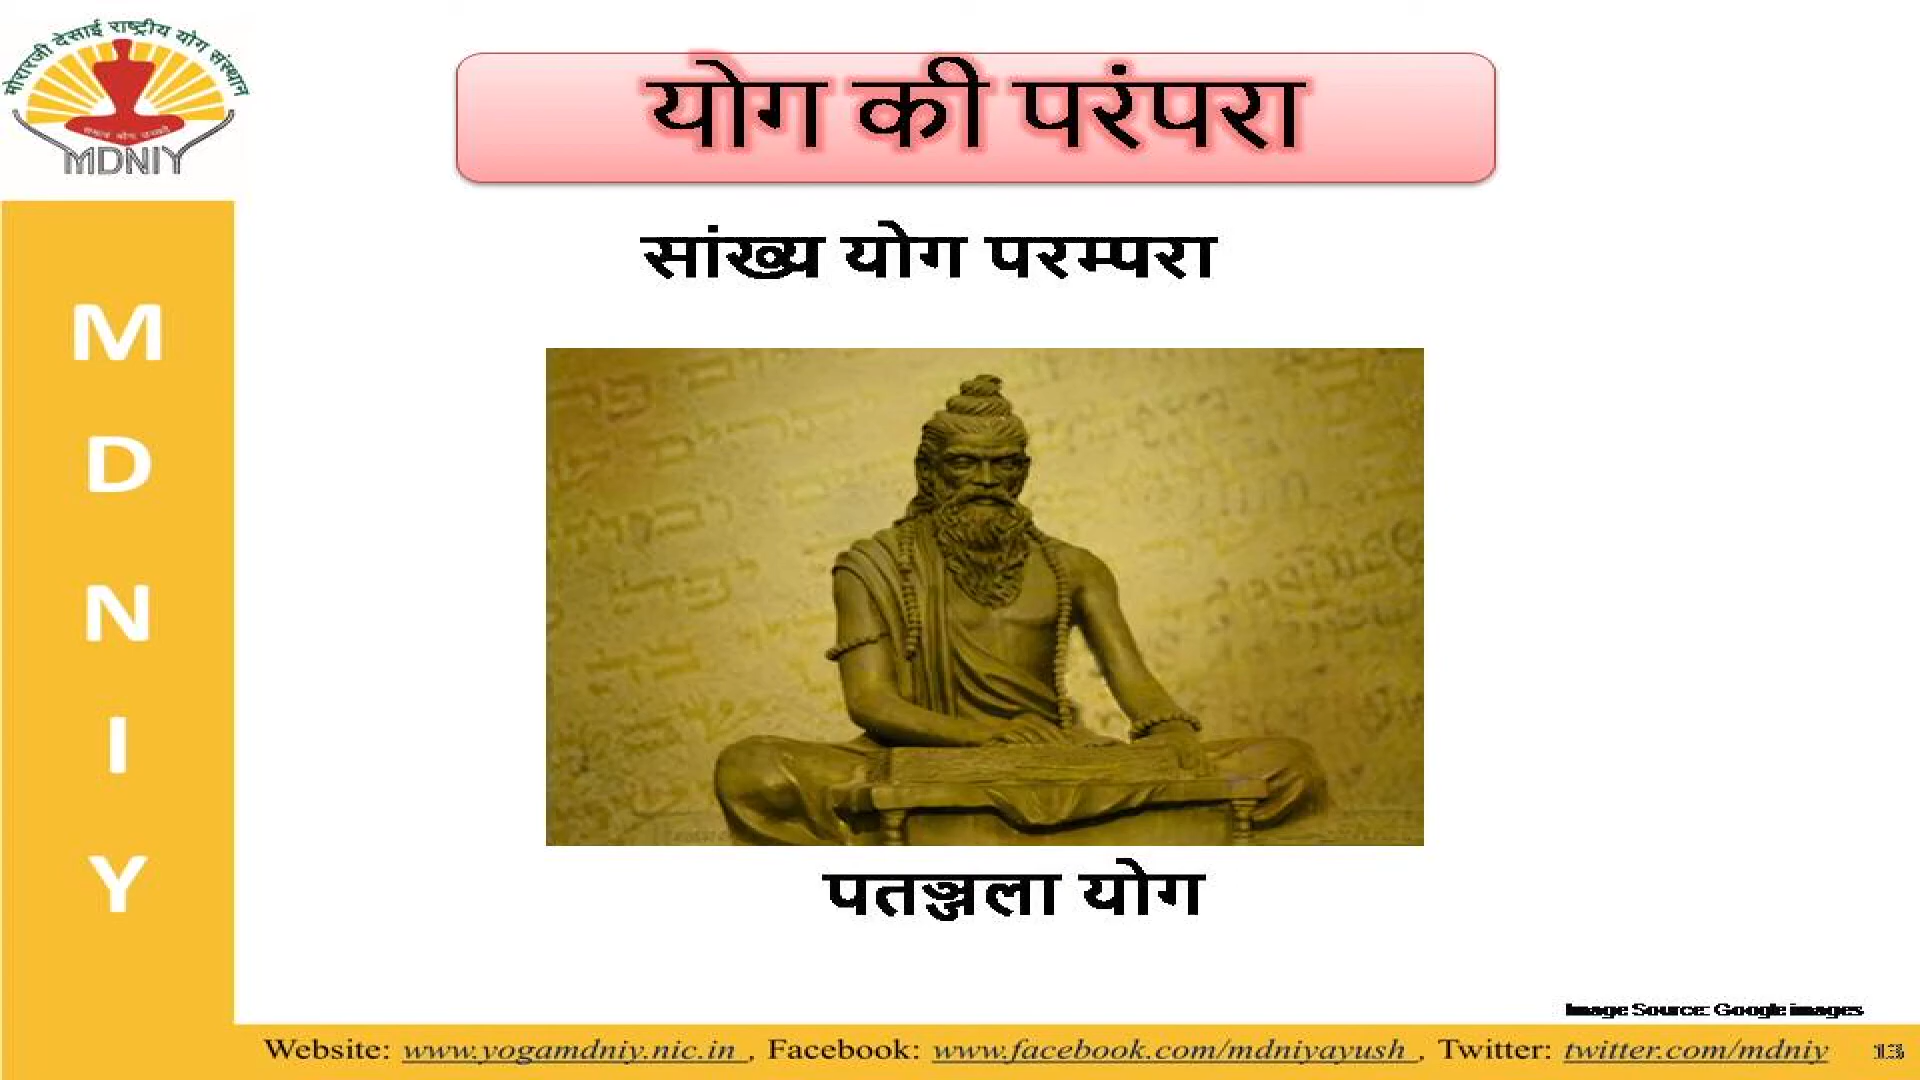 मोरारजी देसाई राष्ट्रीय योग संस्थान
MDNIY
योग की परंपरा
सांख्य योग परम्परा
M
D
N
I
Y
पतञ्जला योग
Image Source: Google images
Website: www.yogamdniy.nic.in , Facebook: www.facebook.com/mdniyayush , Twitter: twitter.com/mdniy 13